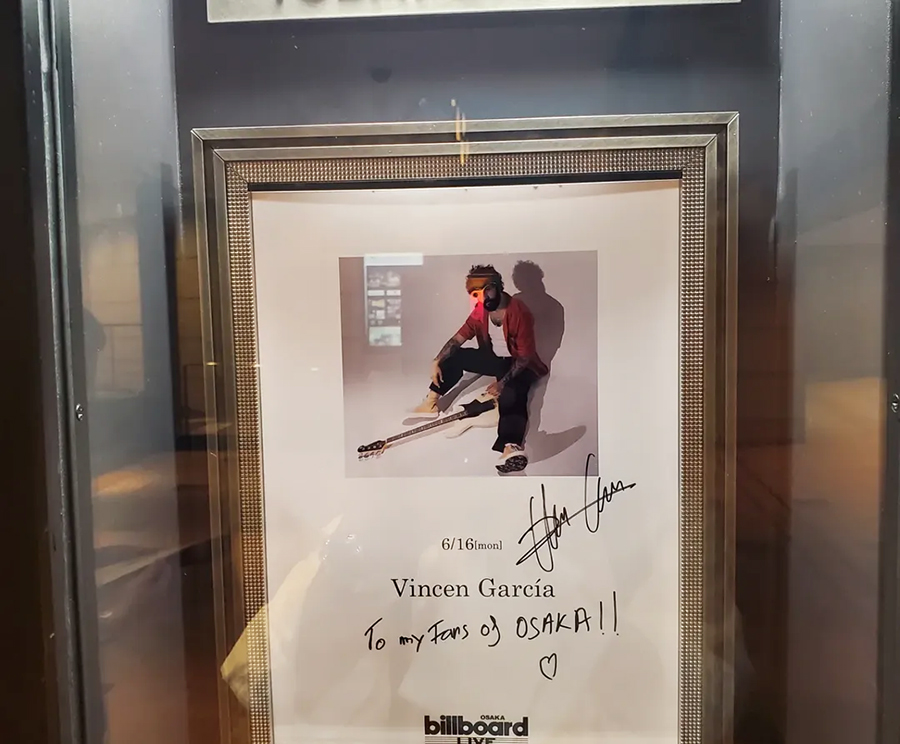 6/16[mon]
Vincen García
To my Fans of OSAKA!!
OSAKA
billboard
LIVE